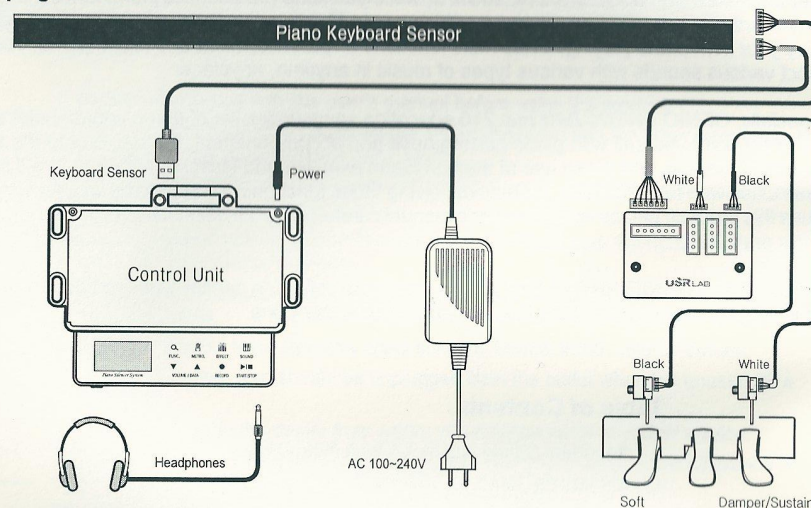 Piano Keyboard Sensor
Keyboard Sensor
Power
White
Black
USRLAB
Control Unit
FUNC.
METRO.
EFFECT
SOUND
VOLUME / DATA
RECORD
START/STOP
Piano Silencer System
Black
White
Headphones
AC 100~240V
Soft
Damper/Sustain